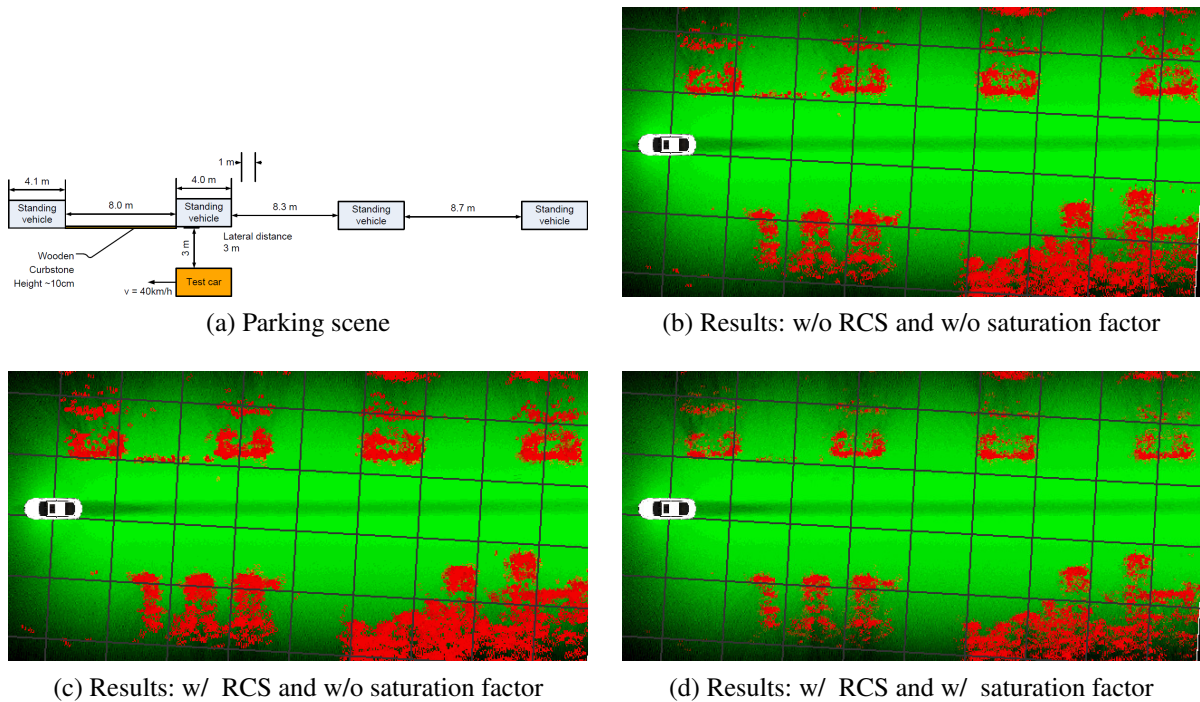 1 m
4.1 m
4.0 m
8.0 m
Standing
vehicle
Standing
vehicle
8.3 m
Standing
vehicle
8.7 m
Standing
vehicle
Lateral distance
3 m
3 m
Wooden
Curbstone
Height ~10cm
Test car
v = 40km/h
(a) Parking scene
(b) Results: w/o RCS and w/o saturation factor
(c) Results: w/ RCS and w/o saturation factor
(d) Results: w/ RCS and w/ saturation factor